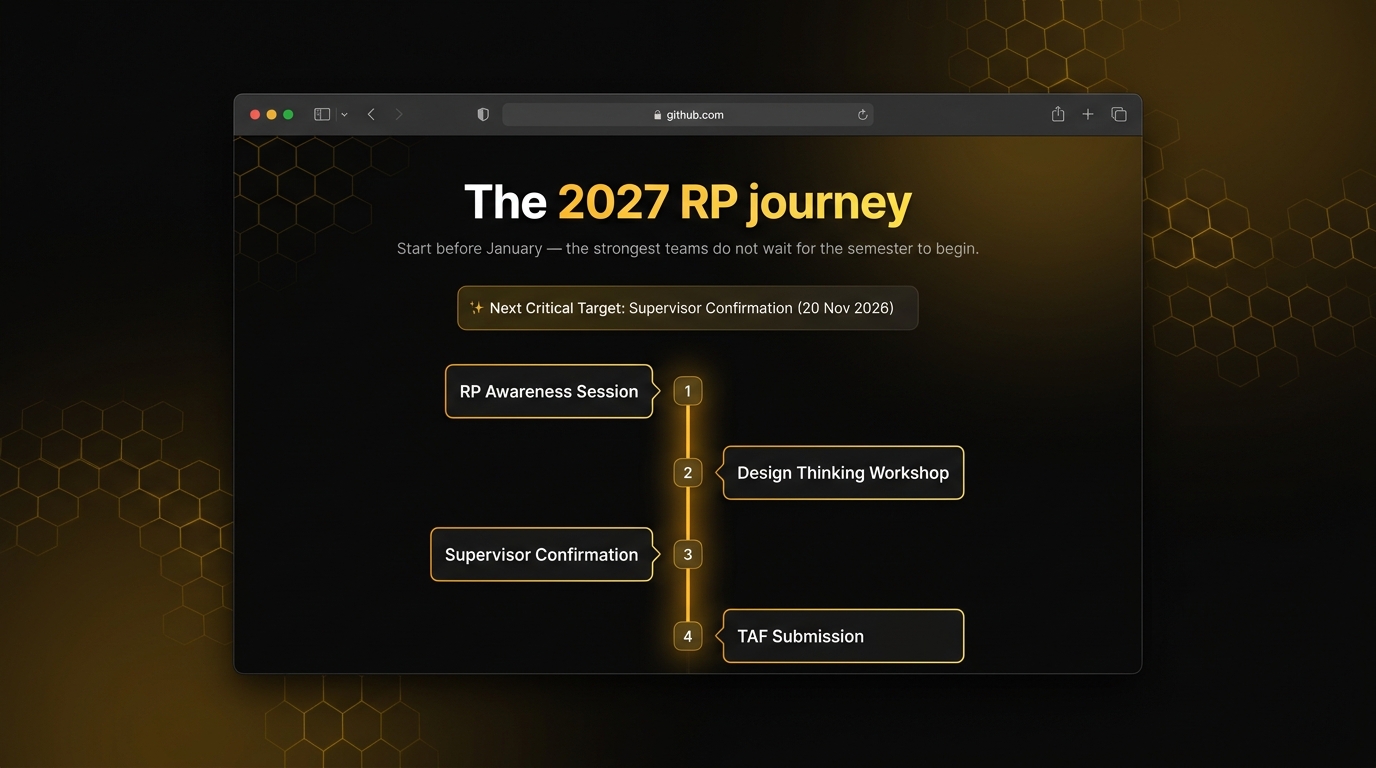 github.com
The 2027 RP journey
Start before January — the strongest teams do not wait for the semester to begin.
Next Critical Target: Supervisor Confirmation (20 Nov 2026)
RP Awareness Session
1
2
Design Thinking Workshop
Supervisor Confirmation
3
4
TAF Submission